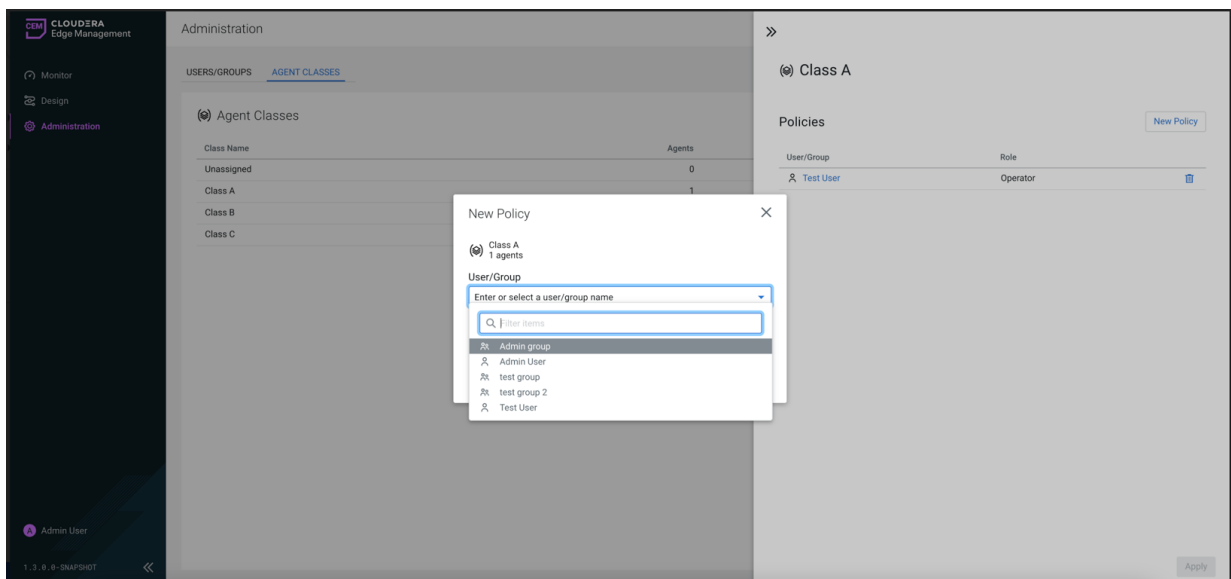 CEM CLOUDERA
Edge Management
Monitor
Design
Administration
Administration
USERS/GROUPS AGENT CLASSES
Agent Classes
Class Name Agents
Unassigned 0
Class A 1
Class B
Class C
Class A
Policies New Policy
User/Group Role
Test User Operator
New Policy
Class A
1 agents
User/Group
Enter or select a user/group name
Filter items
Admin group
Admin User
test group
test group 2
Test User
A Admin User
1.3.0.0-SNAPSHOT
Apply